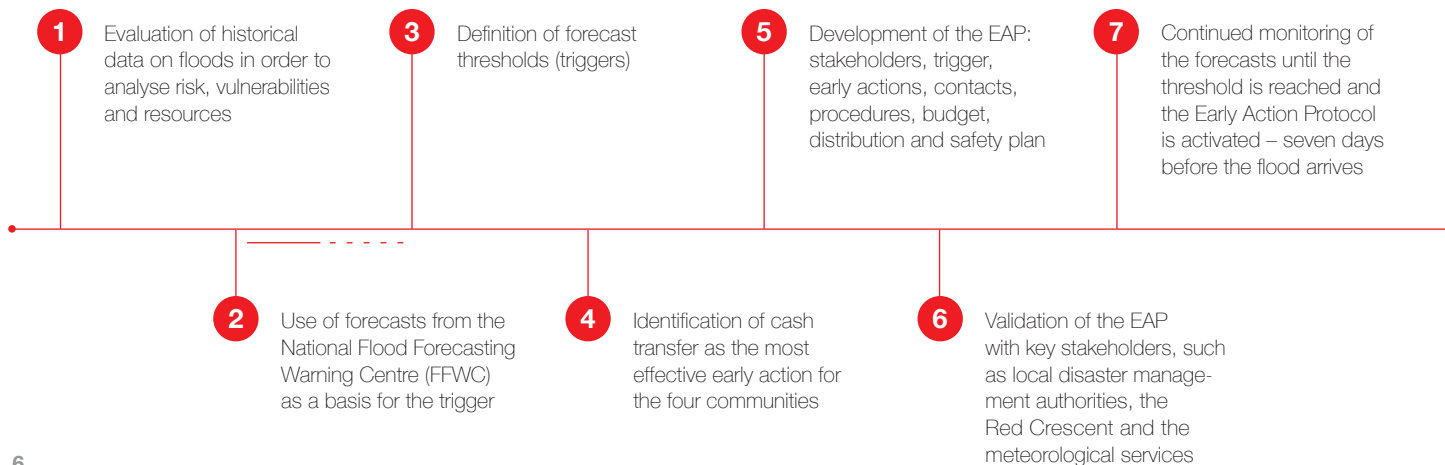 1
Evaluation of historical
data on floods in order to
analyse risk, vulnerabilities
and resources
2
Use of forecasts from the
National Flood Forecasting
Warning Centre (FFWC)
as a basis for the trigger
3
Definition of forecast
thresholds (triggers)
4
Identification of cash
transfer as the most
effective early action for
the four communities
5
Development of the EAP:
stakeholders, trigger,
early actions, contacts,
procedures, budget,
distribution and safety plan
6
Validation of the EAP
with key stakeholders, such
as local disaster manage-
ment authorities, the
Red Crescent and the
meteorological services
7
Continued monitoring of
the forecasts until the
threshold is reached and
the Early Action Protocol
is activated – seven days
before the flood arrives
6